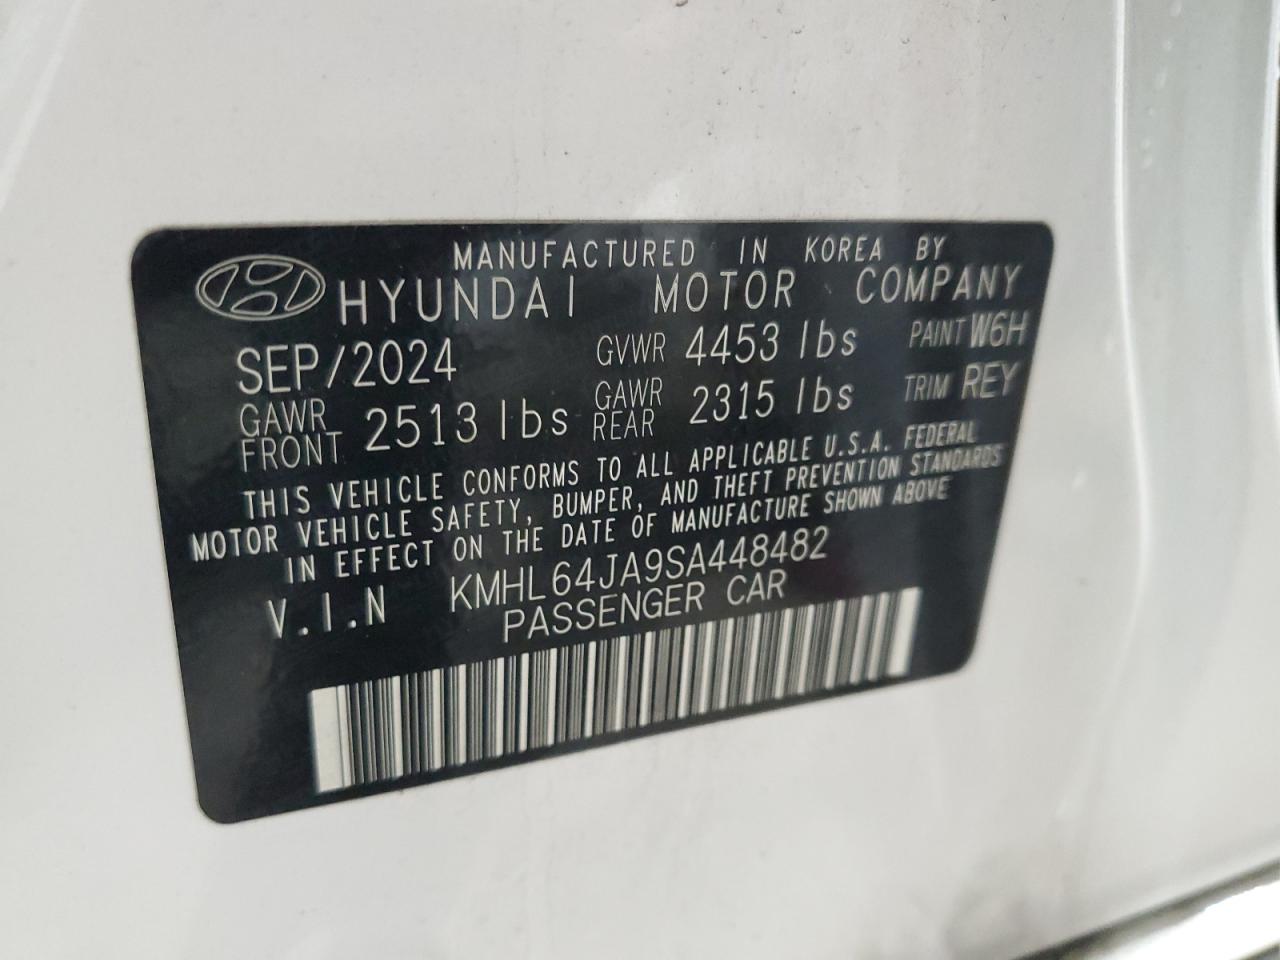 MANUFACTURED IN KOREA BY
HYUNDAI MOTOR COMPANY
SEP/2024 GVWR 4453 lbs PAINT W6H
GAWR FRONT 2513 lbs GAWR REAR 2315 lbs TRIM REY
THIS VEHICLE CONFORMS TO ALL APPLICABLE U.S.A. FEDERAL
MOTOR VEHICLE SAFETY, BUMPER, AND THEFT PREVENTION STANDARDS
IN EFFECT ON THE DATE OF MANUFACTURE SHOWN ABOVE
V.I.N KMHL64JA9SA448482
PASSENGER CAR